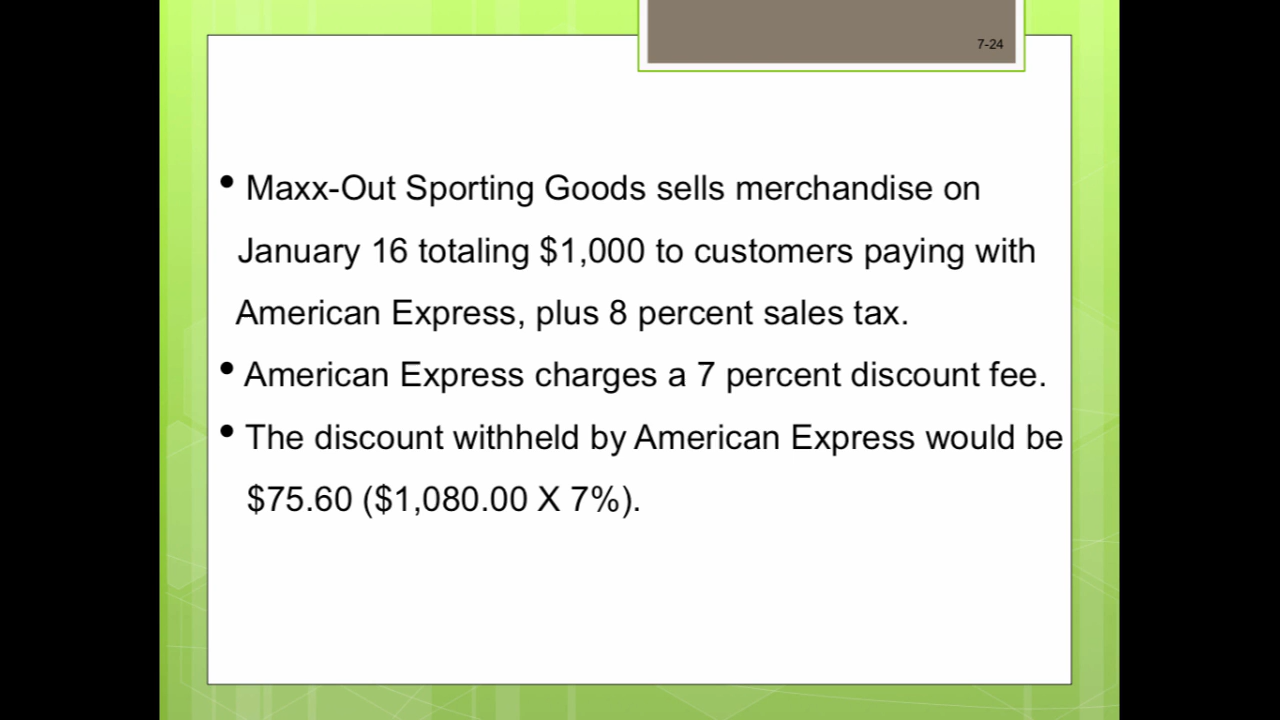 7-24
• Maxx-Out Sporting Goods sells merchandise on
January 16 totaling $1,000 to customers paying with
American Express, plus 8 percent sales tax.
• American Express charges a 7 percent discount fee.
• The discount withheld by American Express would be
$75.60 ($1,080.00 X 7%).